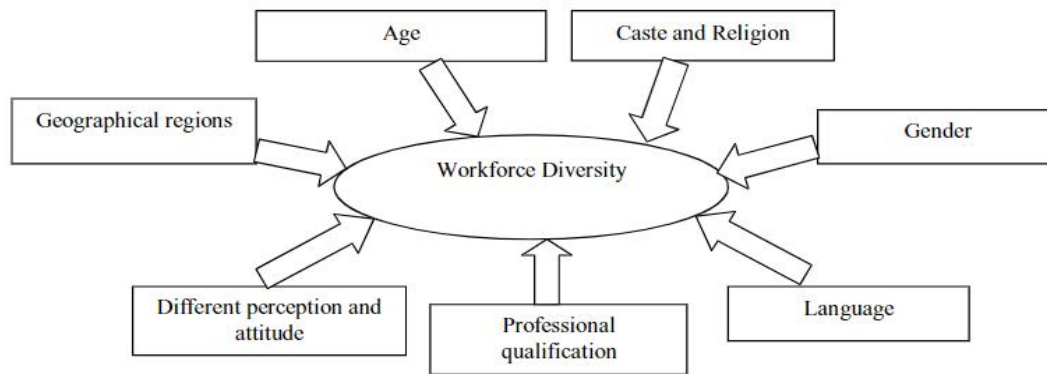 Age
Caste and Religion
Geographical regions
Gender
Workforce Diversity
Different perception and
attitude
Professional
qualification
Language